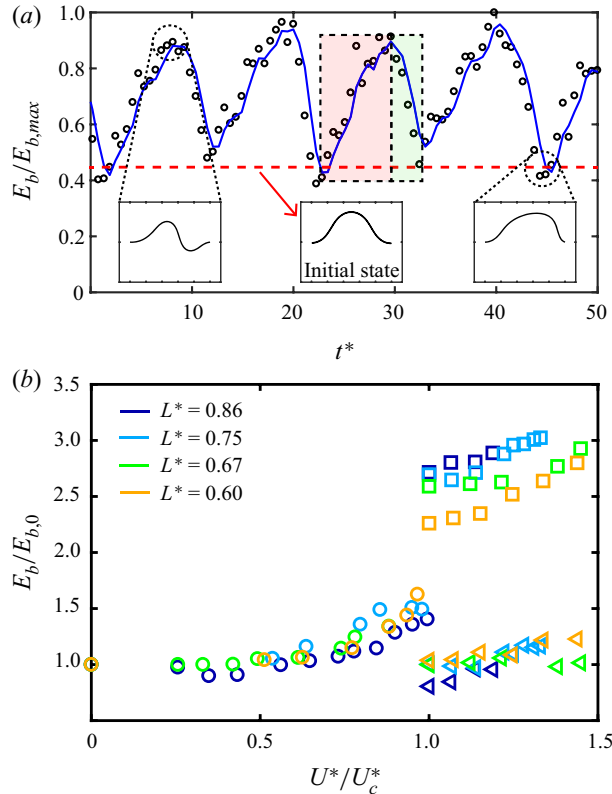 (a)
1.0
0.8
0.6
0.4
0.2
0
E_b/E_{b,max}
Initial state
10
20
30
40
50
t*
(b)
3.5
3.0
2.5
2.0
1.5
1.0
0.5
E_b/E_{b,0}
L* = 0.86
L* = 0.75
L* = 0.67
L* = 0.60
0
0.5
1.0
1.5
U*/U_c*